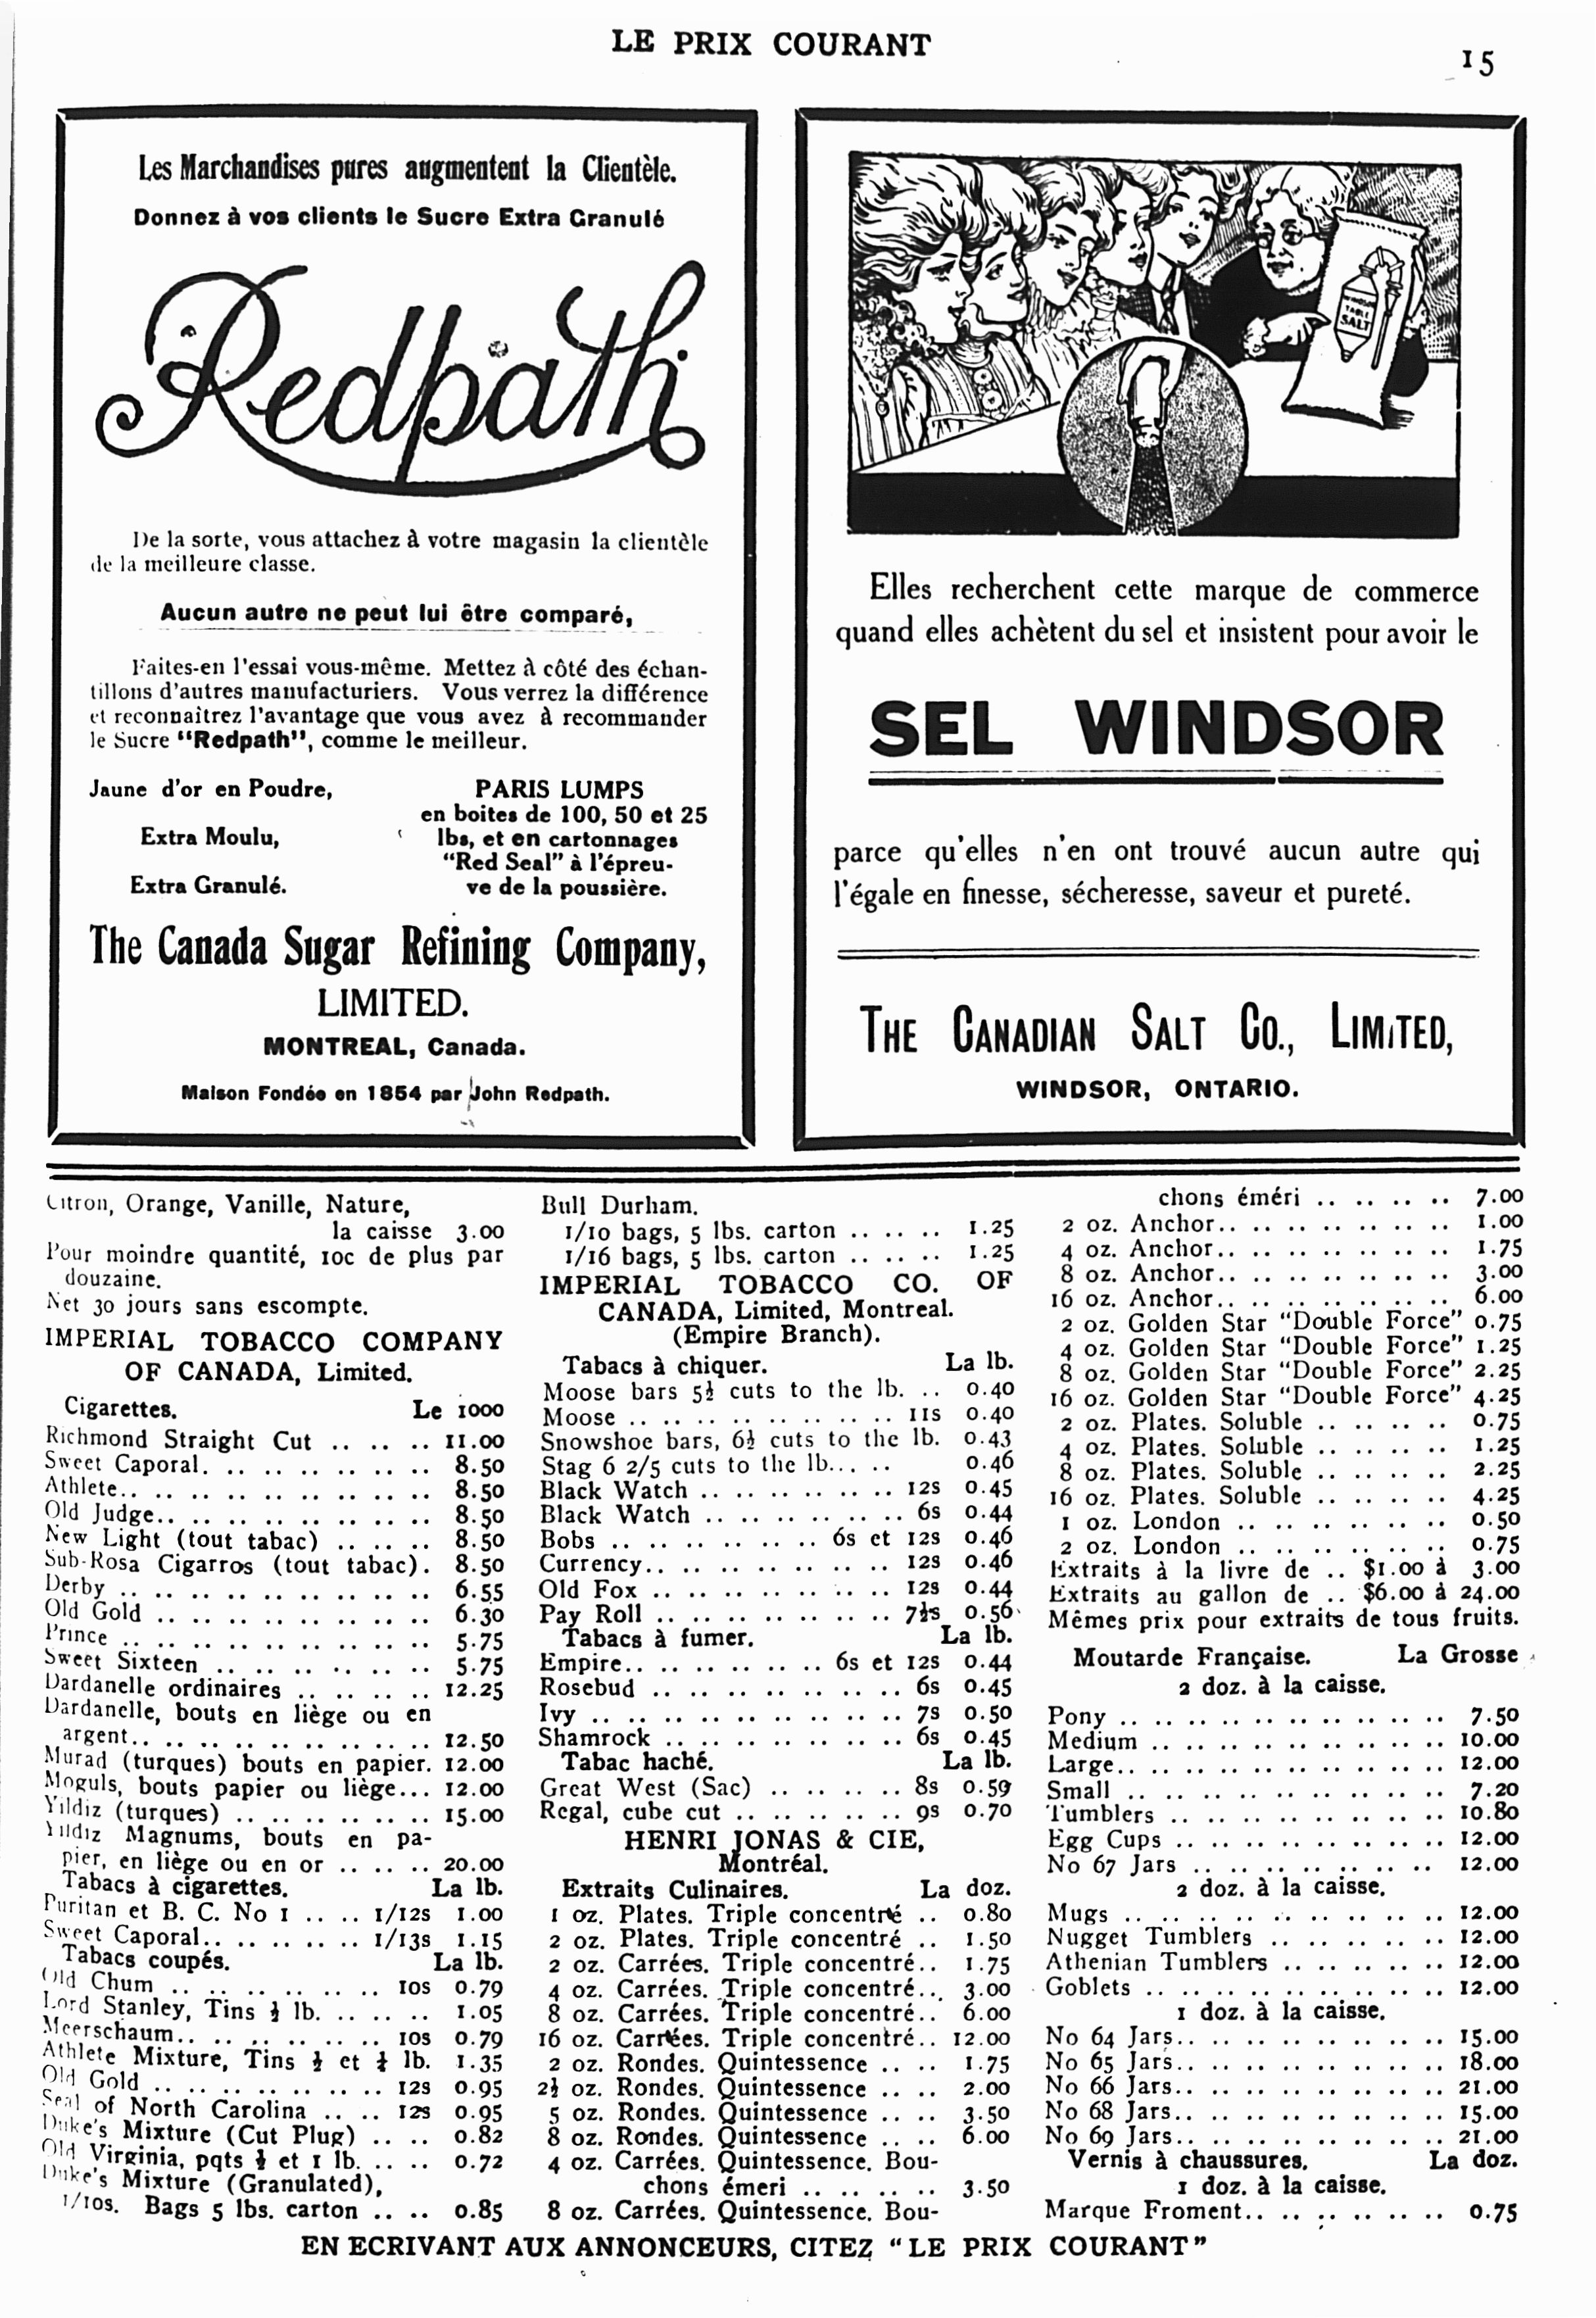 LE PRIX COURANT
15
Les Marchandises pures augmentent la Clientèle.
Donnez à vos clients le Sucre Extra Granulé
Redpath
De la sorte, vous attachez à votre magasin la clientèle
de la meilleure classe.
Aucun autre ne peut lui être comparé,
Faites-en l'essai vous-même. Mettez à côté des échan-
tillons d'autres manufacturiers. Vous verrez la différence
et reconnaîtrez l'avantage que vous avez à recommander
le Sucre "Redpath", comme le meilleur.
Jaune d'or en Poudre,
Extra Moulu,
Extra Granulé.
PARIS LUMPS
en boites de 100, 50 et 25
lbs, et en cartonnages
"Red Seal" à l'épreu-
ve de la poussière.
The Canada Sugar Refining Company,
LIMITED.
MONTREAL, Canada.
Maison Fondée en 1854 par John Redpath.
WINDSOR
TABLE
SALT
Elles recherchent cette marque de commerce
quand elles achètent du sel et insistent pour avoir le
SEL WINDSOR
parce qu'elles n'en ont trouvé aucun autre qui
l'égale en finesse, sécheresse, saveur et pureté.
THE CANADIAN SALT CO., LIMITED,
WINDSOR, ONTARIO.
Citron, Orange, Vanille, Nature,
la caisse 3.00
Pour moindre quantité, 10c de plus par
douzaine.
Net 30 jours sans escompte.
IMPERIAL TOBACCO COMPANY
OF CANADA, Limited.
Cigarettes. Le 1000
Richmond Straight Cut .. .. .. 11.00
Sweet Caporal. .. .. .. .. .. .. 8.50
Athlete.. .. .. .. .. .. .. .. .. 8.50
Old Judge.. .. .. .. .. .. .. .. 8.50
New Light (tout tabac) .. .. .. 8.50
Sub-Rosa Cigarros (tout tabac). 8.50
Derby .. .. .. .. .. .. .. .. .. 6.55
Old Gold .. .. .. .. .. .. .. .. 6.30
Prince .. .. .. .. .. .. .. .. .. 5.75
Sweet Sixteen .. .. .. .. .. .. 5.75
Dardanelle ordinaires .. .. .. .. 12.25
Dardanelle, bouts en liège ou en
argent.. .. .. .. .. .. .. .. .. 12.50
Murad (turques) bouts en papier. 12.00
Moguls, bouts papier ou liège... 12.00
Yildiz (turques) .. .. .. .. .. .. 15.00
Yildiz Magnums, bouts en pa-
pier, en liège ou en or .. .. .. 20.00
Tabacs à cigarettes. La lb.
Puritan et B. C. No 1 .. .. 1/12s 1.00
Sweet Caporal.. .. .. .. .. 1/13s 1.15
Tabacs coupés. La lb.
Old Chum .. .. .. .. .. .. 10s 0.79
Lord Stanley, Tins ½ lb. .. .. .. 1.05
Meerschaum.. .. .. .. .. .. 10s 0.79
Athlete Mixture, Tins ½ et ¼ lb. 1.35
Old Gold .. .. .. .. .. .. .. 12s 0.95
Seal of North Carolina .. .. 12s 0.95
Duke's Mixture (Cut Plug) .. .. 0.82
Old Virginia, pqts ½ et 1 lb. .. .. 0.72
Duke's Mixture (Granulated),
1/10s. Bags 5 lbs. carton .. .. 0.85
Bull Durham.
1/10 bags, 5 lbs. carton .. .. .. 1.25
1/16 bags, 5 lbs. carton .. .. .. 1.25
IMPERIAL TOBACCO CO. OF
CANADA, Limited, Montreal.
(Empire Branch).
Tabacs à chiquer. La lb.
Moose bars 5½ cuts to the lb. .. 0.40
Moose .. .. .. .. .. .. .. .. 11s 0.40
Snowshoe bars, 6½ cuts to the lb. 0.43
Stag 6 2/5 cuts to the lb... .. 0.46
Black Watch .. .. .. .. .. .. 12s 0.45
Black Watch .. .. .. .. .. .. 6s 0.44
Bobs .. .. .. .. .. .. 6s et 12s 0.46
Currency.. .. .. .. .. .. .. 12s 0.46
Old Fox .. .. .. .. .. .. .. 12s 0.44
Pay Roll .. .. .. .. .. .. .. 7½s 0.56
Tabacs à fumer. La lb.
Empire.. .. .. .. .. .. 6s et 12s 0.44
Rosebud .. .. .. .. .. .. .. 6s 0.45
Ivy .. .. .. .. .. .. .. .. .. 7s 0.50
Shamrock .. .. .. .. .. .. .. 6s 0.45
Tabac haché. La lb.
Great West (Sac) .. .. .. .. 8s 0.59
Regal, cube cut .. .. .. .. .. 9s 0.70
HENRI JONAS & CIE,
Montréal.
Extraits Culinaires. La doz.
1 oz. Plates. Triple concentré .. 0.80
2 oz. Plates. Triple concentré .. 1.50
2 oz. Carrées. Triple concentré.. 1.75
4 oz. Carrées. Triple concentré... 3.00
8 oz. Carrées. Triple concentré.. 6.00
16 oz. Carrées. Triple concentré.. 12.00
2 oz. Rondes. Quintessence .. .. 1.75
2½ oz. Rondes. Quintessence .. .. 2.00
5 oz. Rondes. Quintessence .. .. 3.50
8 oz. Rondes. Quintessence .. .. 6.00
4 oz. Carrées. Quintessence. Bou-
chons émeri .. .. .. .. .. 3.50
8 oz. Carrées. Quintessence. Bou-
chons éméri .. .. .. .. .. 7.00
2 oz. Anchor.. .. .. .. .. .. .. 1.00
4 oz. Anchor.. .. .. .. .. .. .. 1.75
8 oz. Anchor.. .. .. .. .. .. .. 3.00
16 oz. Anchor.. .. .. .. .. .. .. 6.00
2 oz. Golden Star "Double Force" 0.75
4 oz. Golden Star "Double Force" 1.25
8 oz. Golden Star "Double Force" 2.25
16 oz. Golden Star "Double Force" 4.25
2 oz. Plates. Soluble .. .. .. .. 0.75
4 oz. Plates. Soluble .. .. .. .. 1.25
8 oz. Plates. Soluble .. .. .. .. 2.25
16 oz. Plates. Soluble .. .. .. .. 4.25
1 oz. London .. .. .. .. .. .. 0.50
2 oz. London .. .. .. .. .. .. 0.75
Extraits à la livre de .. $1.00 à 3.00
Extraits au gallon de .. $6.00 à 24.00
Mêmes prix pour extraits de tous fruits.
Moutarde Française. La Grosse
2 doz. à la caisse.
Pony .. .. .. .. .. .. .. .. .. 7.50
Medium .. .. .. .. .. .. .. .. 10.00
Large.. .. .. .. .. .. .. .. .. 12.00
Small .. .. .. .. .. .. .. .. .. 7.20
Tumblers .. .. .. .. .. .. .. .. 10.80
Egg Cups .. .. .. .. .. .. .. .. 12.00
No 67 Jars .. .. .. .. .. .. .. 12.00
2 doz. à la caisse.
Mugs .. .. .. .. .. .. .. .. .. 12.00
Nugget Tumblers .. .. .. .. .. 12.00
Athenian Tumblers .. .. .. .. .. 12.00
Goblets .. .. .. .. .. .. .. .. 12.00
1 doz. à la caisse.
No 64 Jars.. .. .. .. .. .. .. .. 15.00
No 65 Jars.. .. .. .. .. .. .. .. 18.00
No 66 Jars.. .. .. .. .. .. .. .. 21.00
No 68 Jars.. .. .. .. .. .. .. .. 15.00
No 69 Jars.. .. .. .. .. .. .. .. 21.00
Vernis à chaussures. La doz.
1 doz. à la caisse.
Marque Froment.. .. .. .. .. .. 0.75
EN ECRIVANT AUX ANNONCEURS, CITEZ "LE PRIX COURANT"